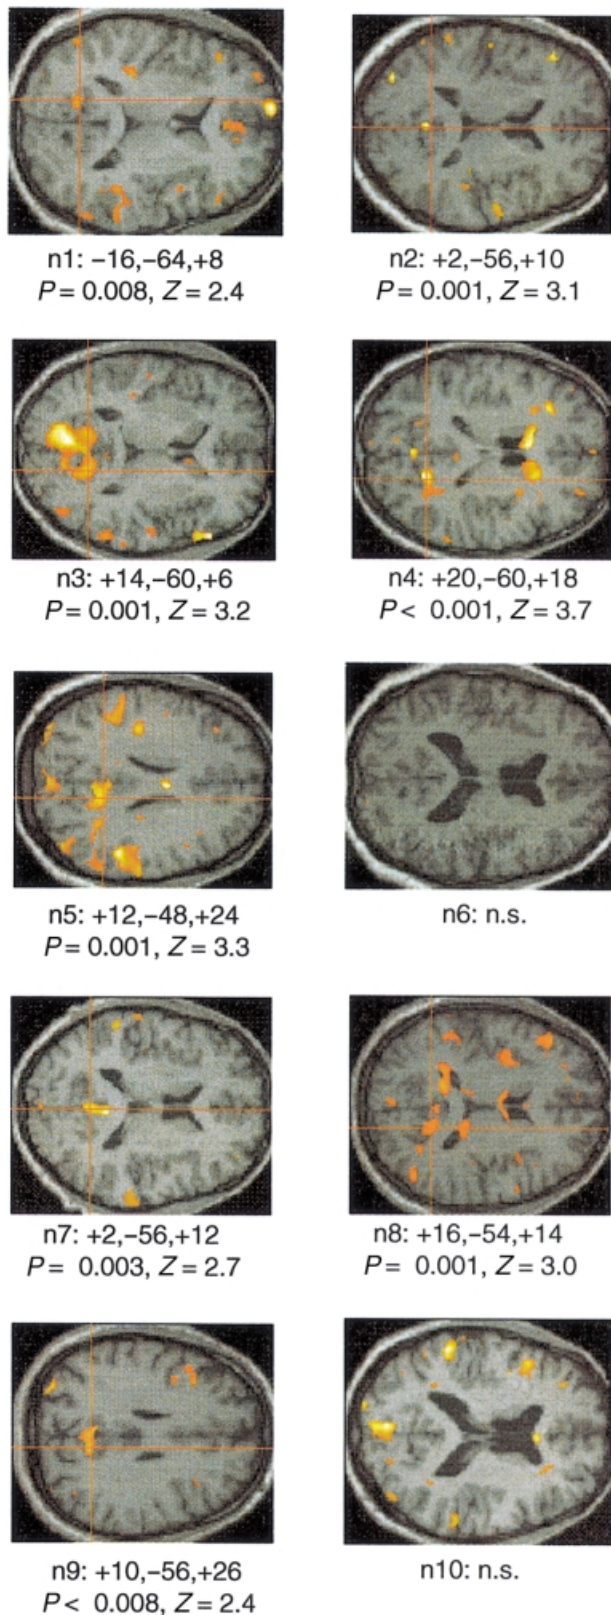 n1: −16,−64,+8
P = 0.008, Z = 2.4
n2: +2,−56,+10
P = 0.001, Z = 3.1
n3: +14,−60,+6
P = 0.001, Z = 3.2
n4: +20,−60,+18
P < 0.001, Z = 3.7
n5: +12,−48,+24
P = 0.001, Z = 3.3
n6: n.s.
n7: +2,−56,+12
P = 0.003, Z = 2.7
n8: +16,−54,+14
P = 0.001, Z = 3.0
n9: +10,−56,+26
P < 0.008, Z = 2.4
n10: n.s.